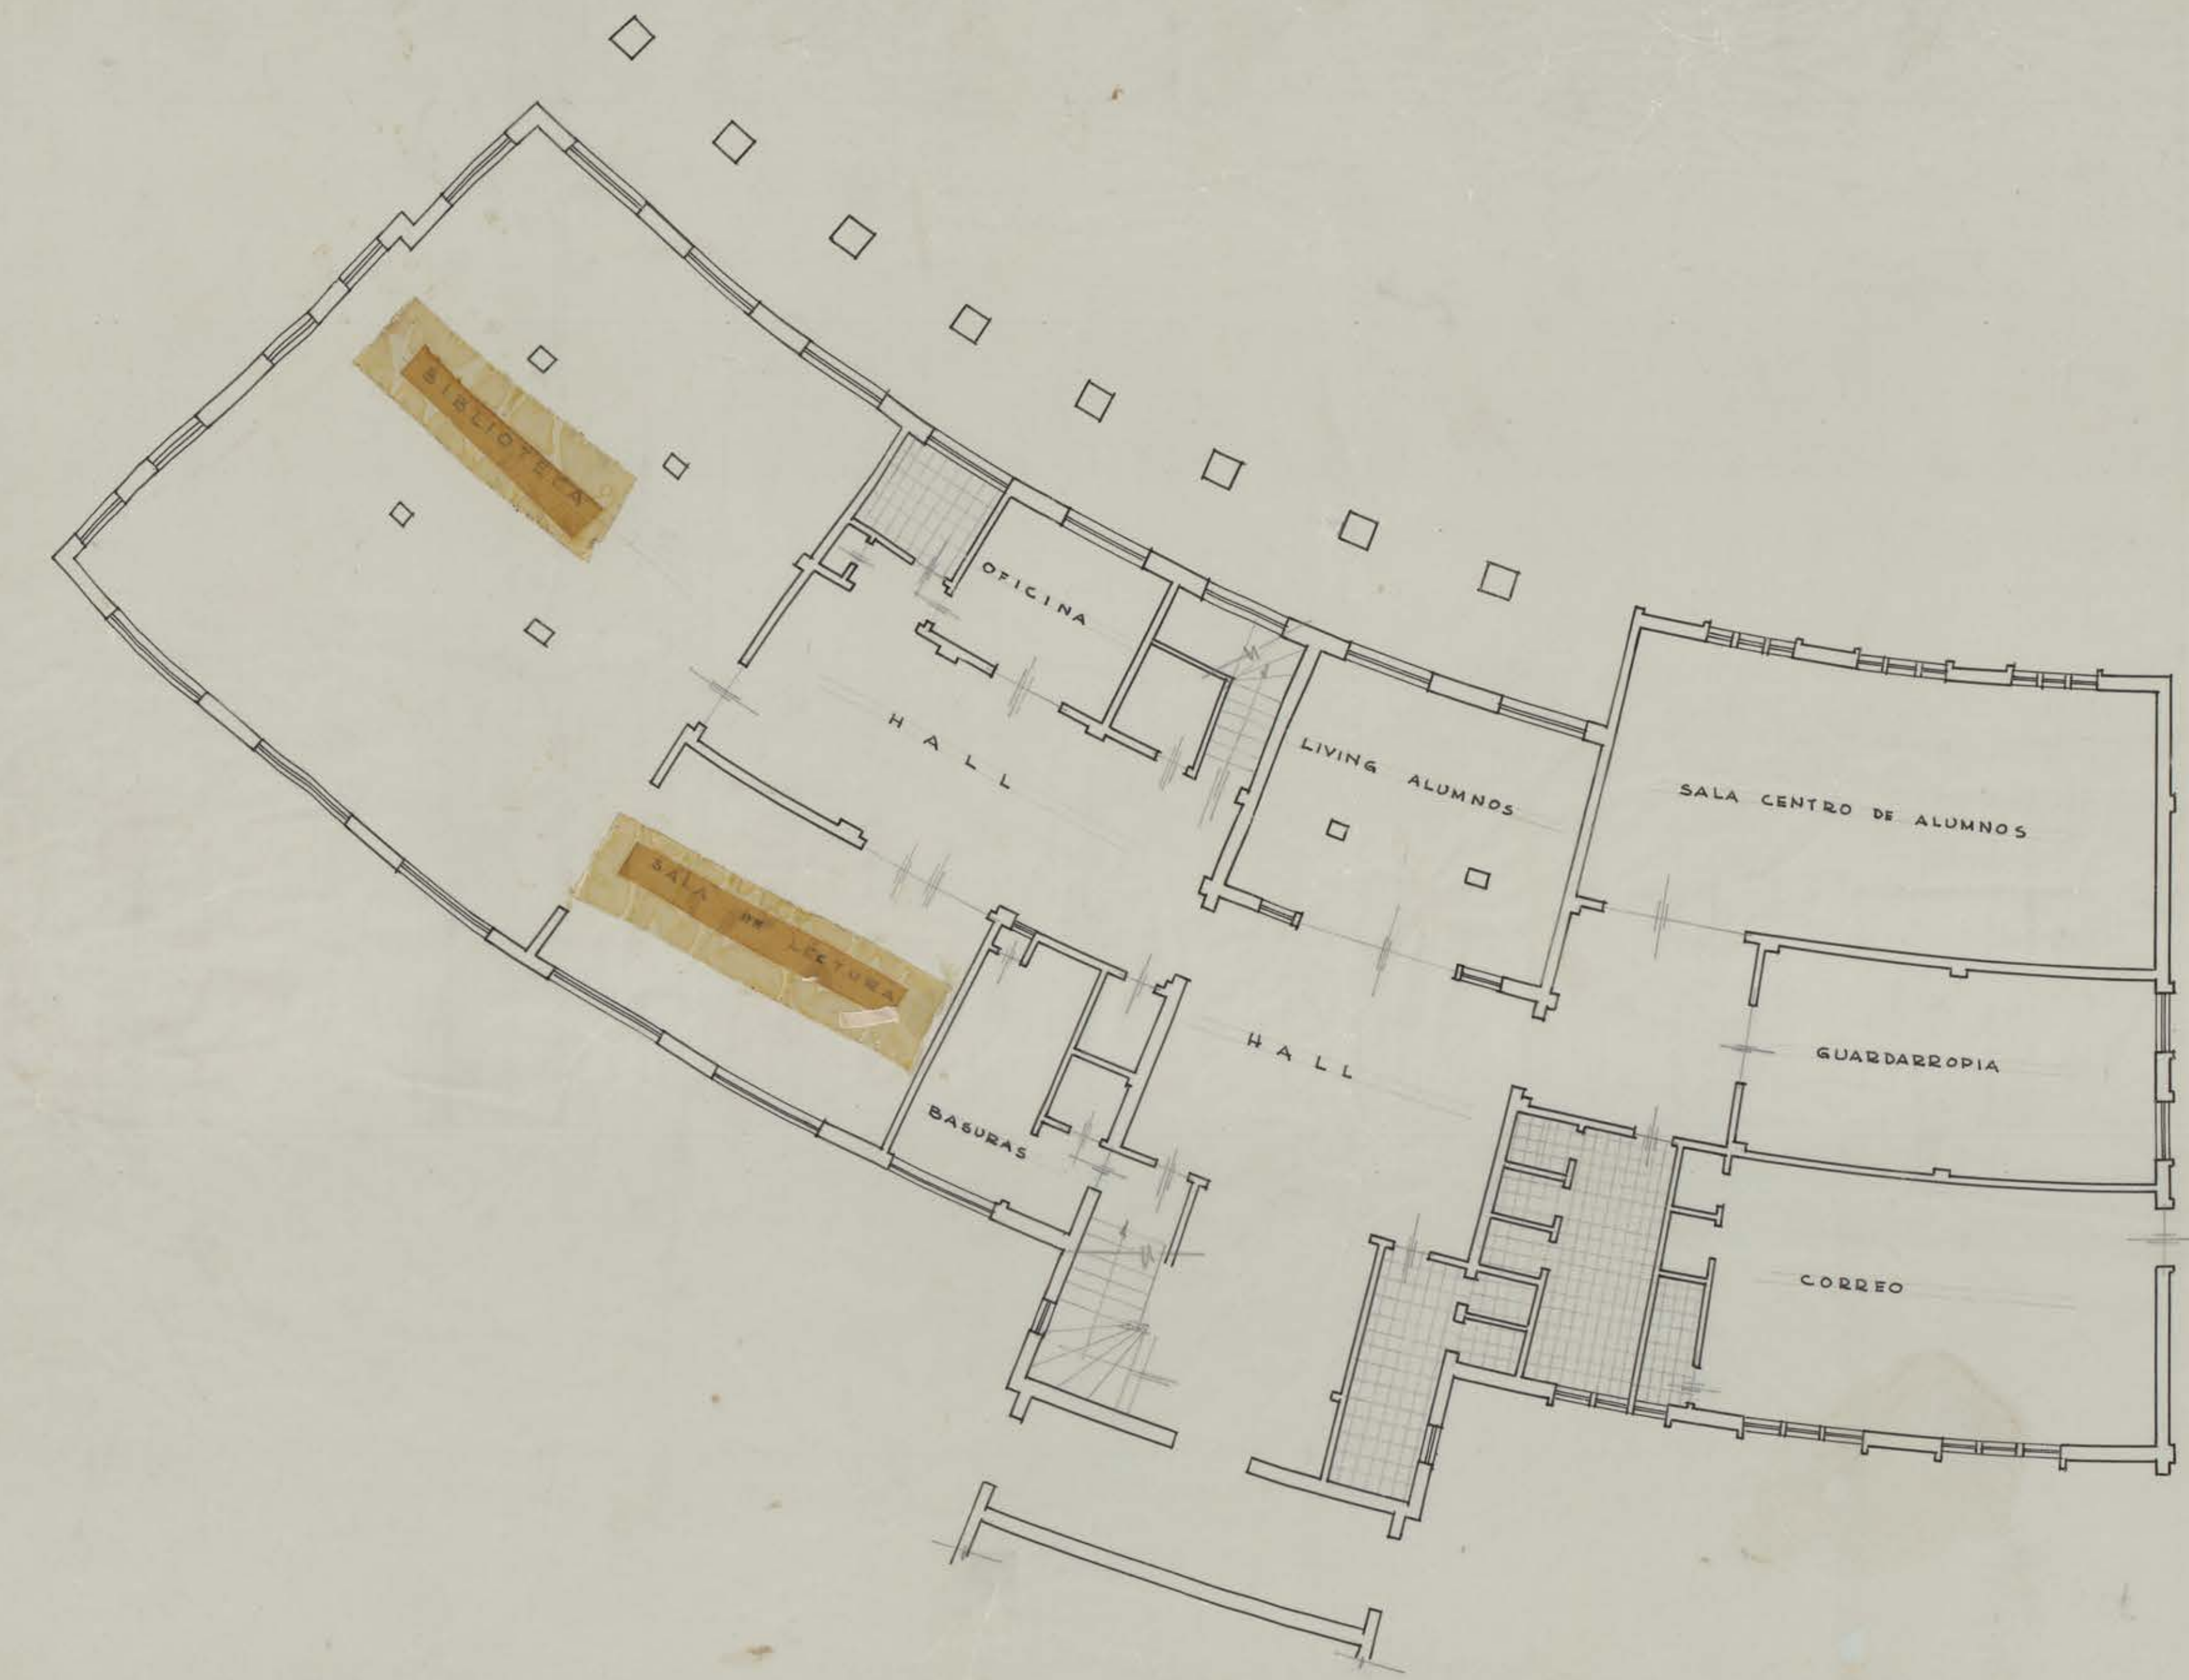 BIBLIOTECA
OFICINA
HALL
LIVING ALUMNOS
SALA CENTRO DE ALUMNOS
SALA DE LECTURA
HALL
GUARDARROPIA
BASURAS
CORREO